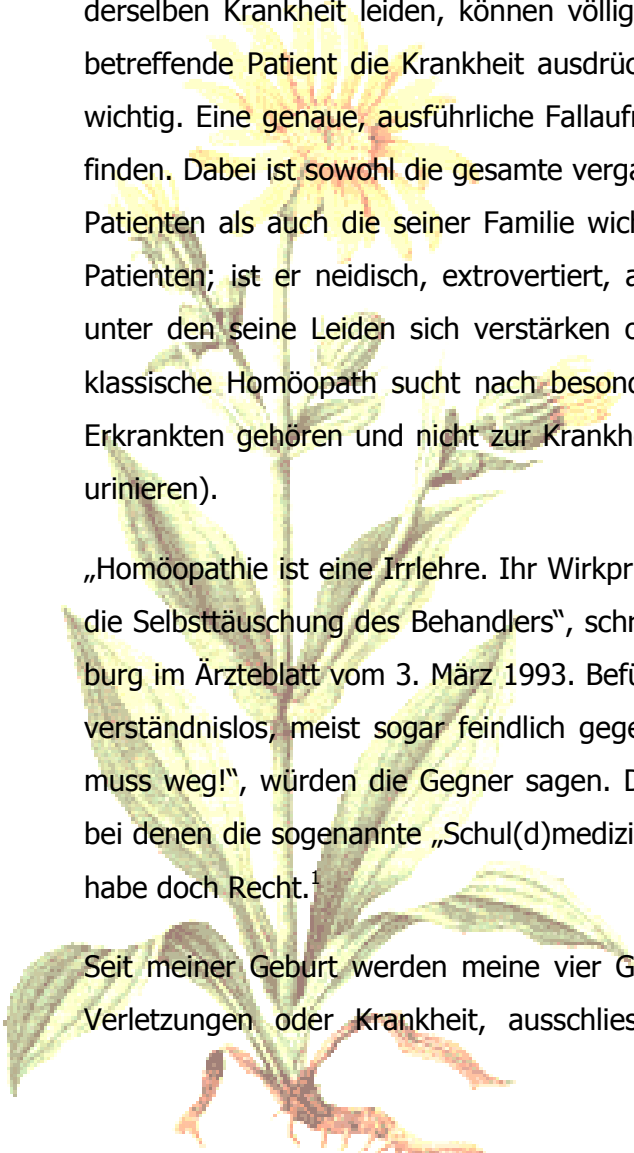 derselben Krankheit leiden, können völlig
betreffende Patient die Krankheit ausdrüc
wichtig. Eine genaue, ausführliche Fallaufn
finden. Dabei ist sowohl die gesamte verga
Patienten als auch die seiner Familie wich
Patienten; ist er neidisch, extrovertiert, a
unter den seine Leiden sich verstärken o
klassische Homöopath sucht nach besond
Erkrankten gehören und nicht zur Krankh
urinieren).
„Homöopathie ist eine Irrlehre. Ihr Wirkpr
die Selbsttäuschung des Behandlers“, schr
burg im Ärzteblatt vom 3. März 1993. Befü
verständnislos, meist sogar feindlich gege
muss weg!“, würden die Gegner sagen. D
bei denen die sogenannte „Schul(d)medizi
habe doch Recht.1
Seit meiner Geburt werden meine vier G
Verletzungen oder Krankheit, ausschlies